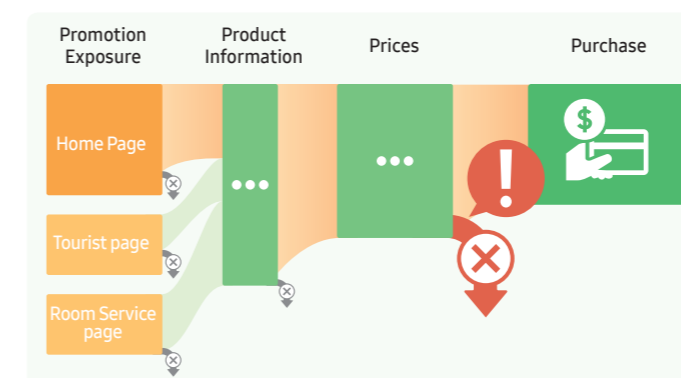 Promotion
Exposure
Product
Information
Prices
Purchase
Home Page
Tourist page
Room Service
page
$
!